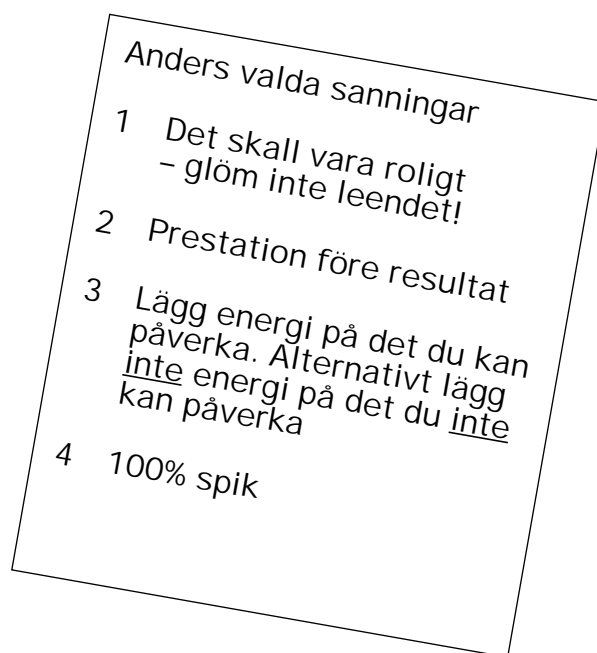 Anders valda sanningar
1 Det skall vara roligt
– glöm inte leendet!
2 Prestation före resultat
3 Lägg energi på det du kan
påverka. Alternativt lägg
inte energi på det du inte
kan påverka
4 100% spik